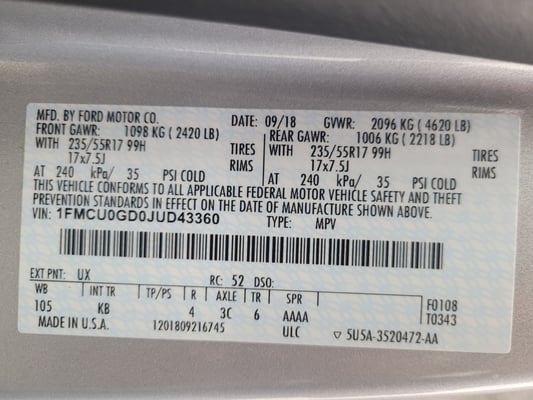 MFD. BY FORD MOTOR CO. DATE: 09/18 GVWR: 2096 KG ( 4620 LB)
FRONT GAWR: 1098 KG ( 2420 LB) REAR GAWR: 1006 KG ( 2218 LB)
WITH 235/55R17 99H TIRES WITH 235/55R17 99H TIRES
17x7.5J RIMS 17x7.5J RIMS
AT 240 kPa/ 35 PSI COLD AT 240 kPa/ 35 PSI COLD
THIS VEHICLE CONFORMS TO ALL APPLICABLE FEDERAL MOTOR VEHICLE SAFETY AND THEFT
PREVENTION STANDARDS IN EFFECT ON THE DATE OF MANUFACTURE SHOWN ABOVE.
VIN: 1FMCU0GD0JUD43360 TYPE: MPV
EXT PNT: UX RC: 52 DSO:
WB INT TR TP/PS R AXLE TR SPR F0108
105 KB 4 3C 6 AAAA T0343
MADE IN U.S.A. 1201809216745 ULC ▽ 5U5A-3520472-AA